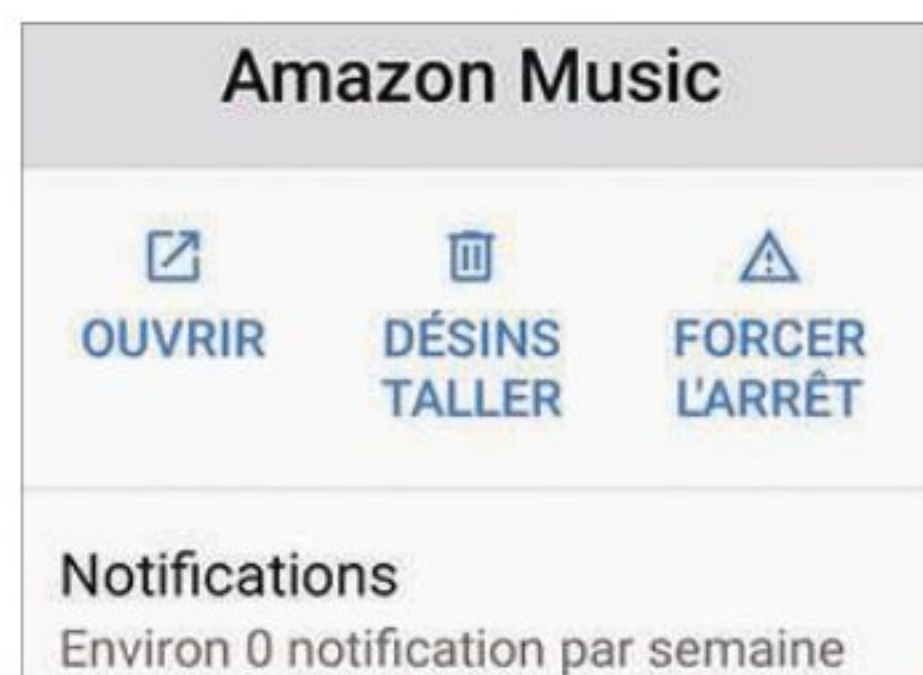 Amazon Music
OUVRIR
DÉSINS
TALLER
FORCER
L'ARRÊT
Notifications
Environ 0 notification par semaine